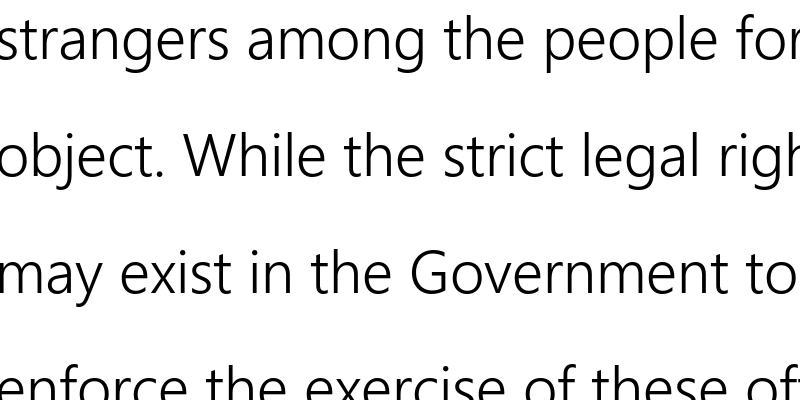 strangers among the people for
object. While the strict legal righ
may exist in the Government to
enforce the exercise of these of